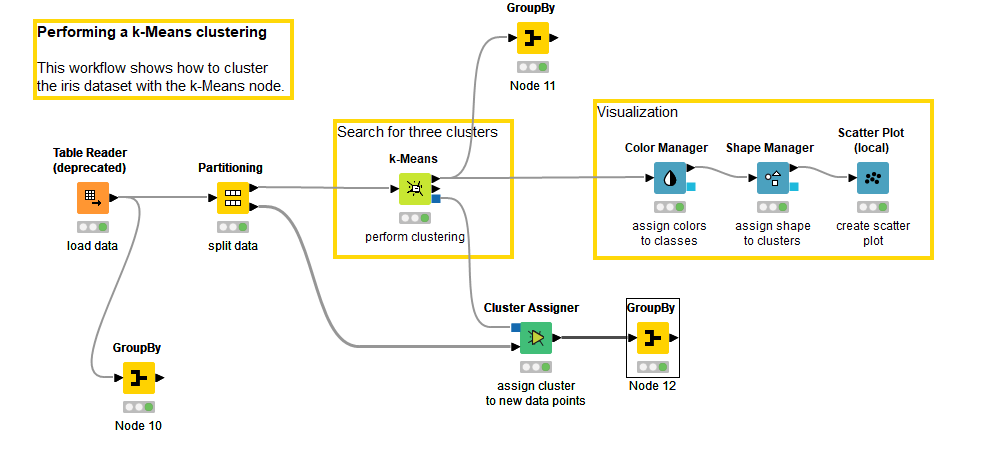 Performing a k-Means clustering
This workflow shows how to cluster
the iris dataset with the k-Means node.
GroupBy
Node 11
Search for three clusters
k-Means
perform clustering
Visualization
Color Manager
assign colors
to classes
Shape Manager
assign shape
to clusters
Scatter Plot
(local)
create scatter
plot
Table Reader
(deprecated)
load data
Partitioning
split data
Cluster Assigner
assign cluster
to new data points
GroupBy
Node 12
GroupBy
Node 10